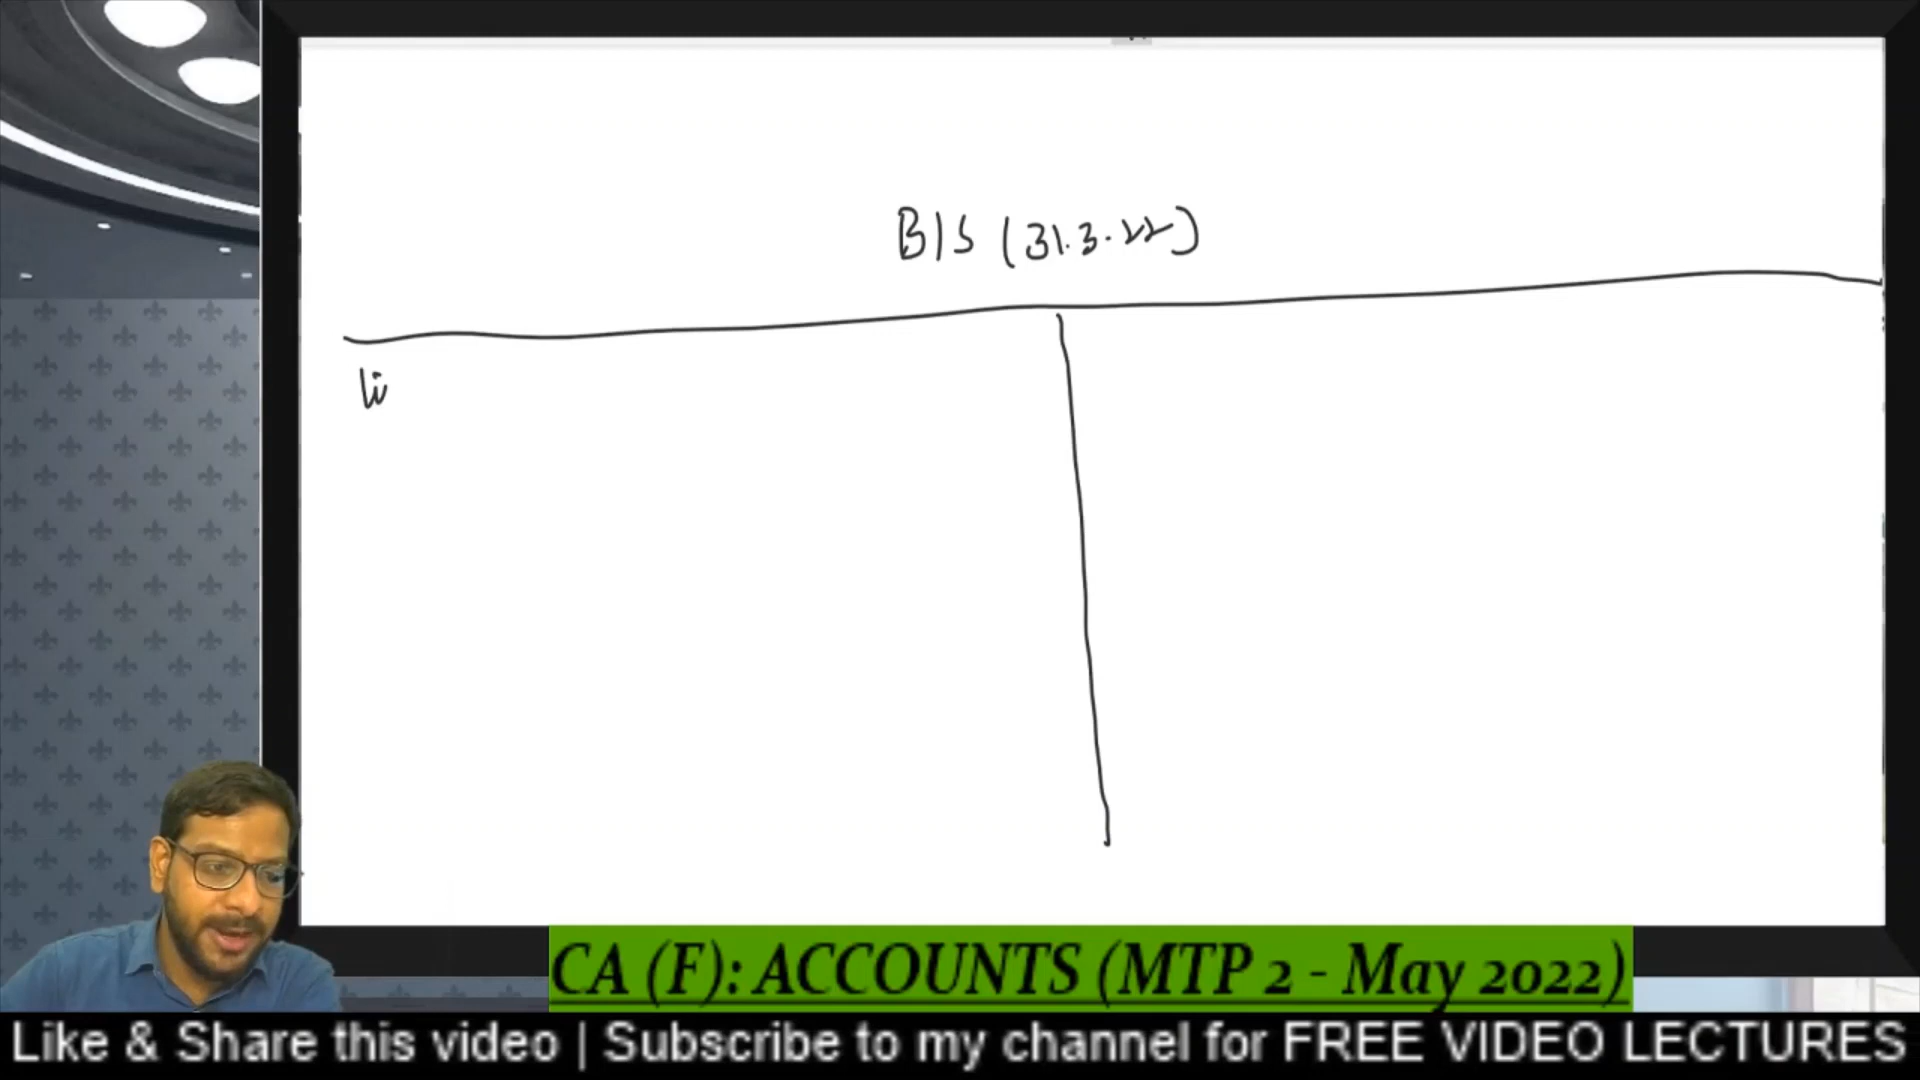 B/S (31.3.22)
li
CA (F): ACCOUNTS (MTP 2 - May 2022)
Like & Share this video | Subscribe to my channel for FREE VIDEO LECTURES